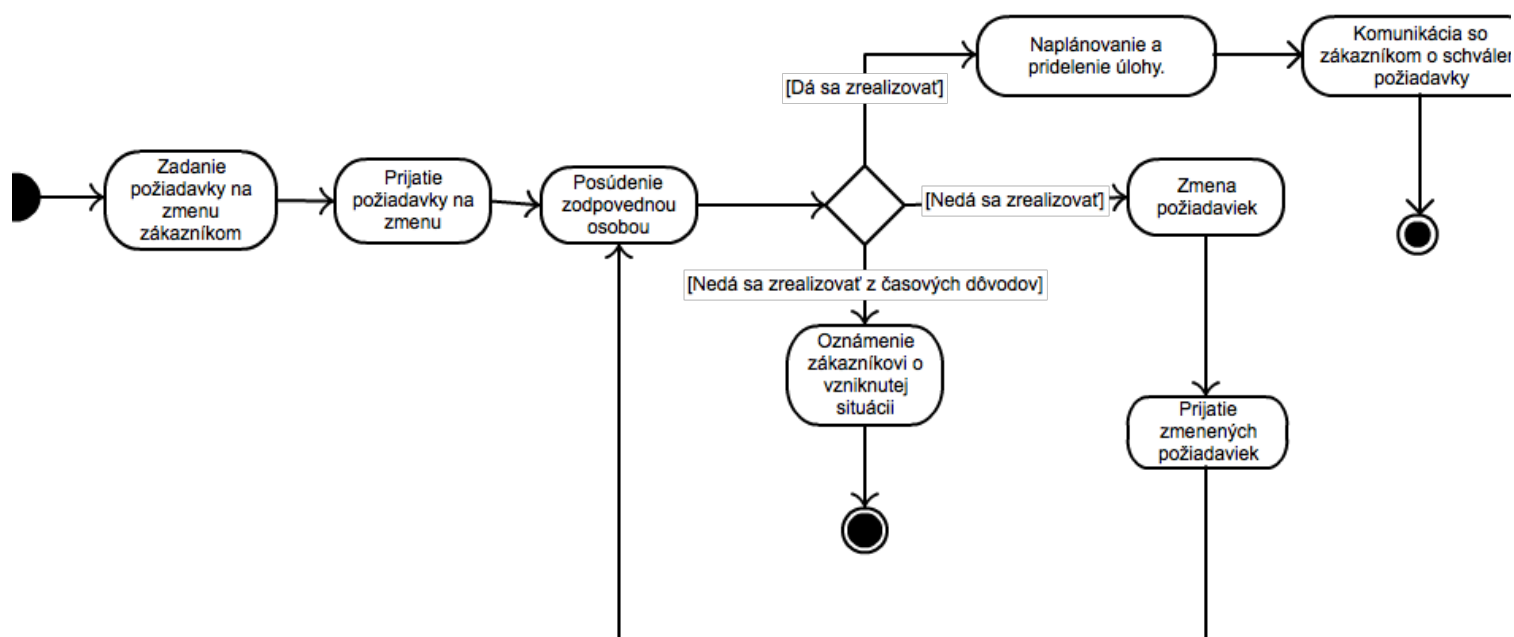 Zadanie
požiadavky na
zmenu
zákazníkom
Prijatie
požiadavky na
zmenu
Posúdenie
zodpovednou
osobou
[Dá sa zrealizovať]
Naplánovanie a
pridelenie úlohy.
Komunikácia so
zákazníkom o
požiadavky
[Nedá sa zrealizovať]
Zmena
požiadaviek
[Nedá sa zrealizovať z časových dôvodov]
Oznámenie
zákazníkovi o
vzniknutej
situácii
Prijatie
zmenených
požiadaviek